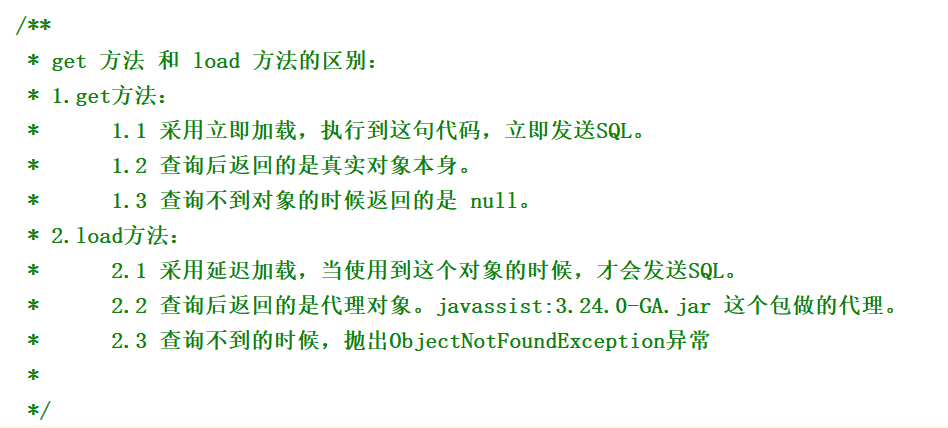 /**
 * get 方法 和 load 方法的区别：
 * 1.get方法：
 *      1.1 采用立即加载，执行到这句代码，立即发送SQL。
 *      1.2 查询后返回的是真实对象本身。
 *      1.3 查询不到对象的时候返回的是 null。
 * 2.load方法：
 *      2.1 采用延迟加载，当使用到这个对象的时候，才会发送SQL。
 *      2.2 查询后返回的是代理对象。javassist:3.24.0-GA.jar 这个包做的代理。
 *      2.3 查询不到的时候，抛出ObjectNotFoundException异常
 *
 */